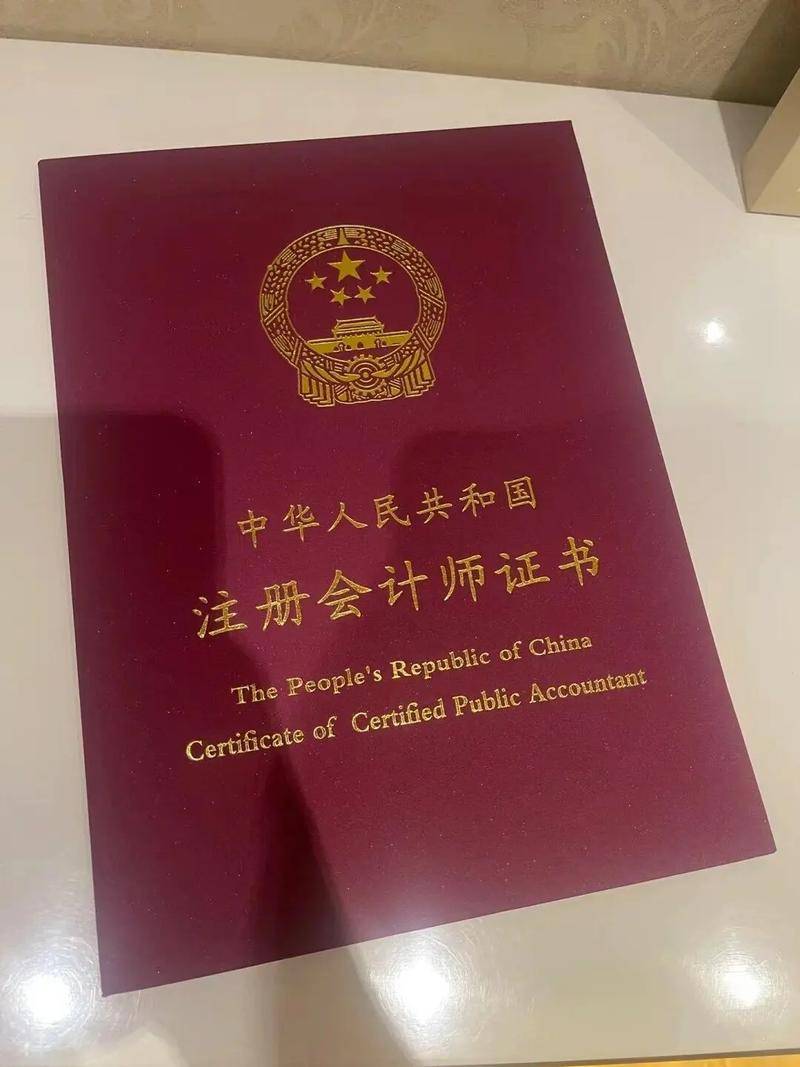 中华人民共和国
注册会计师证书
The People's Republic of China
Certificate of Certified Public Accountant